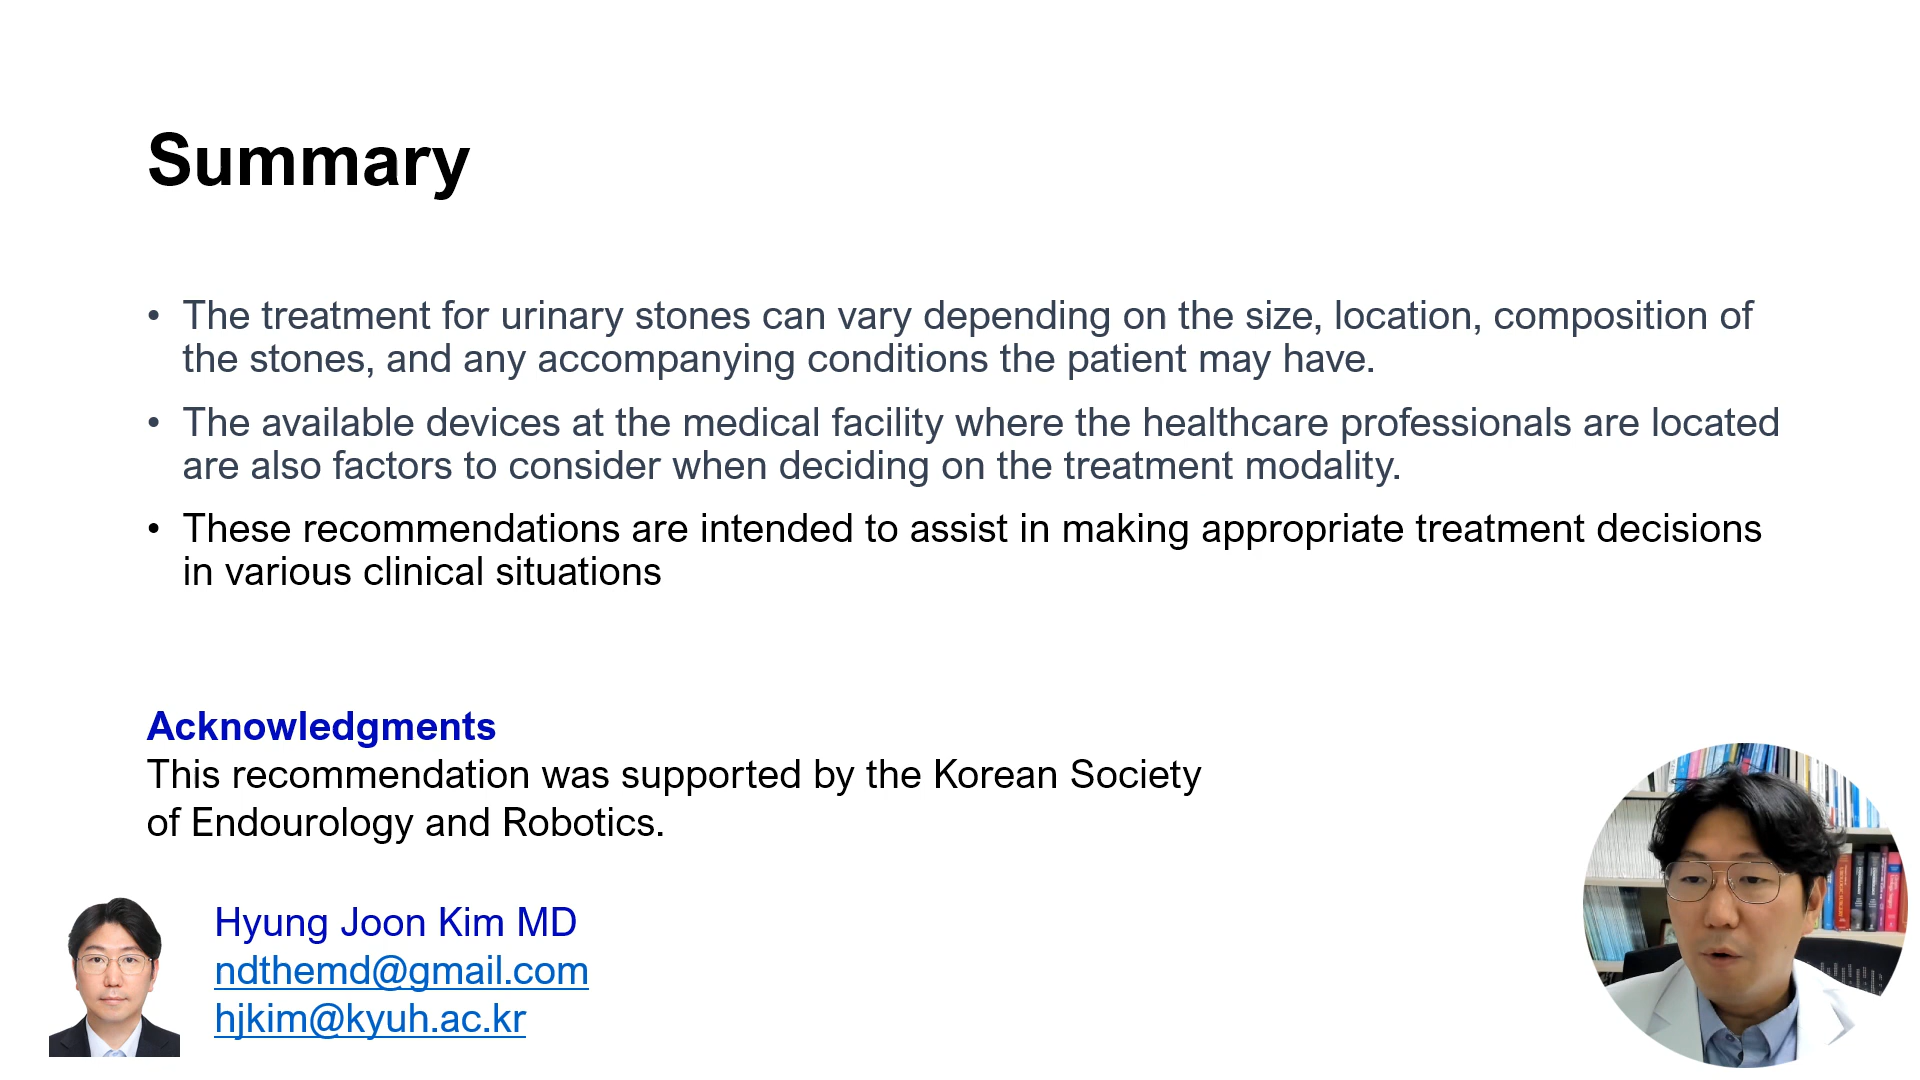 Summary
• The treatment for urinary stones can vary depending on the size, location, composition of
the stones, and any accompanying conditions the patient may have.
• The available devices at the medical facility where the healthcare professionals are located
are also factors to consider when deciding on the treatment modality.
• These recommendations are intended to assist in making appropriate treatment decisions
in various clinical situations
Acknowledgments
This recommendation was supported by the Korean Society
of Endourology and Robotics.
Hyung Joon Kim MD
ndthemd@gmail.com
hjkim@kyuh.ac.kr